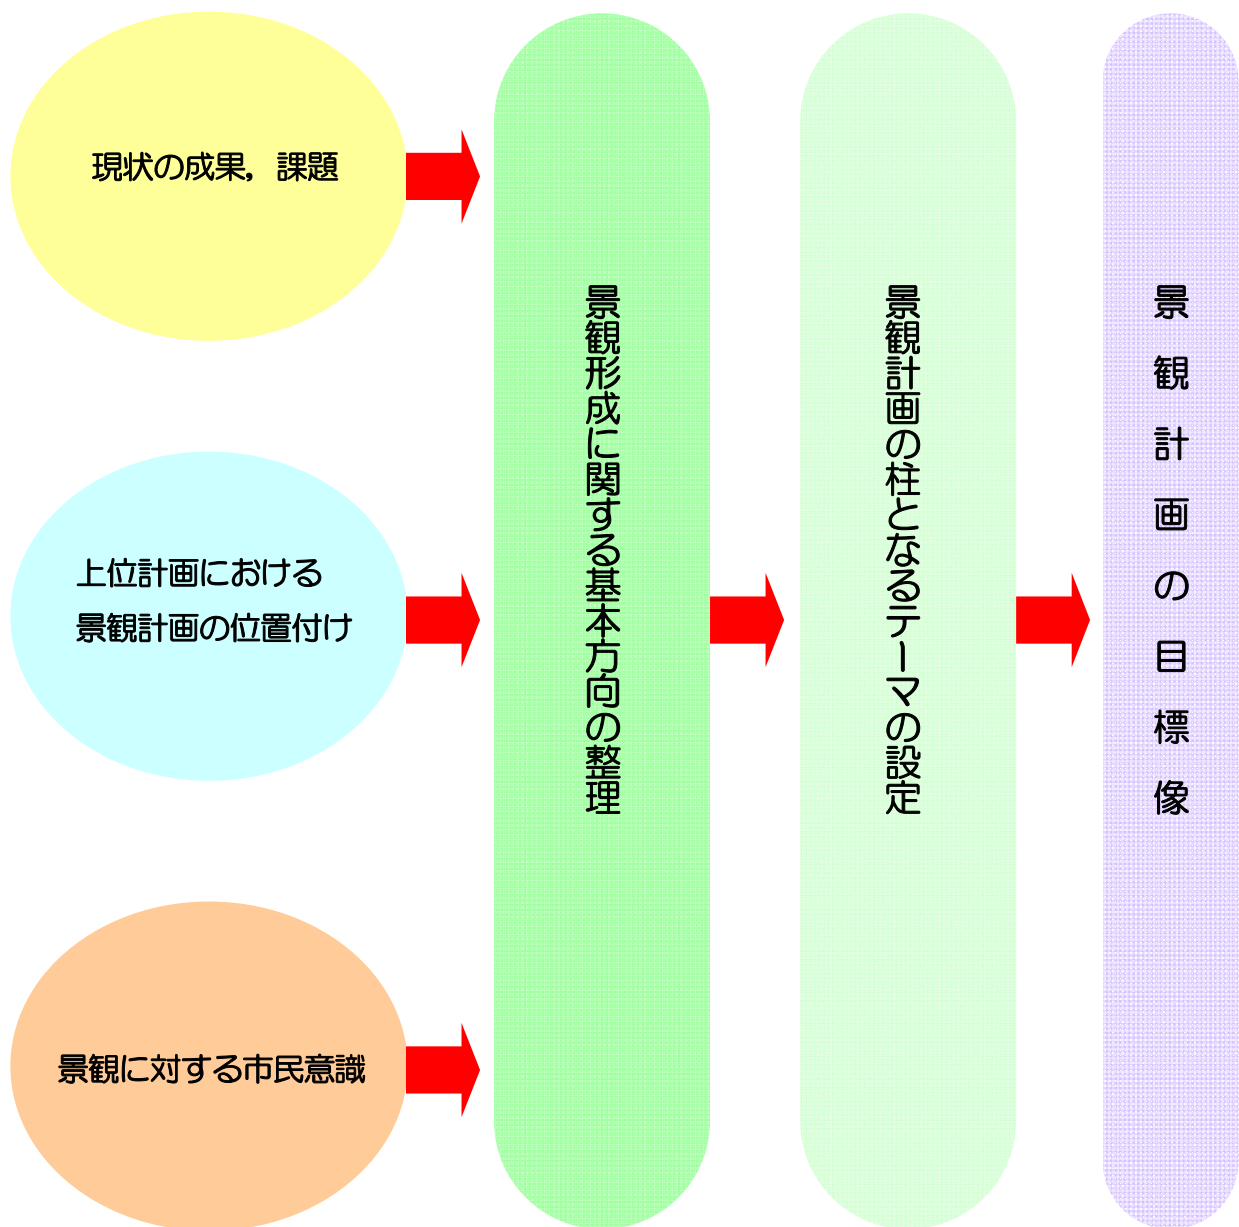 現状の成果，課題
上位計画における
景観計画の位置付け
景観に対する市民意識
景観形成に関する基本方向の整理
景観計画の柱となるテーマの設定
景観計画の目標像